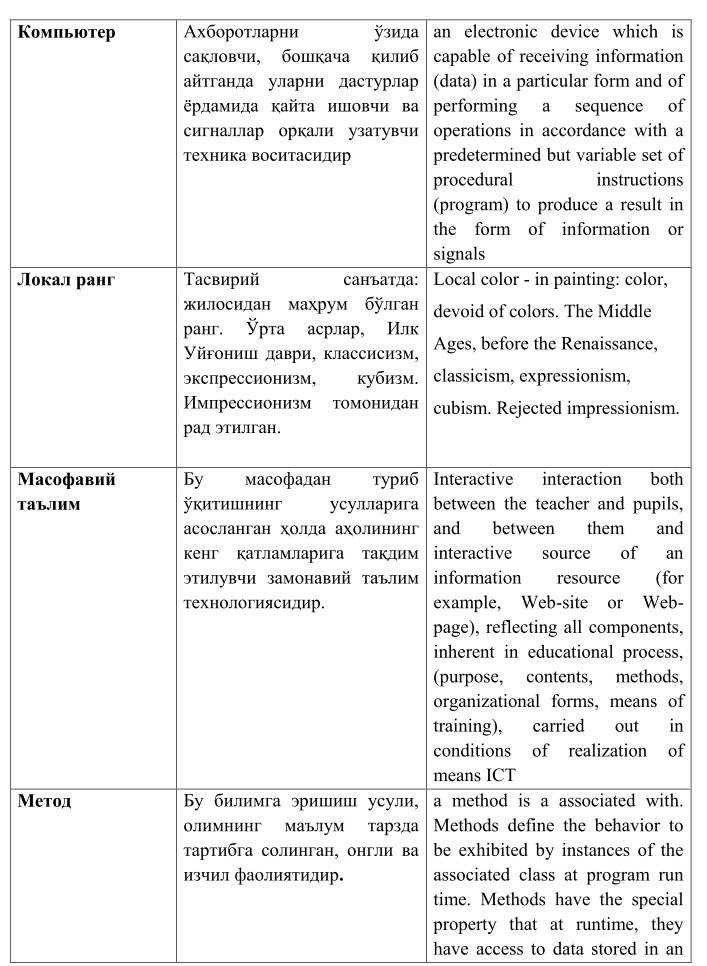 Компьютер
Ахборотларни ўзида
сақловчи, бошқача қилиб
айтганда уларни дастурлар
ёрдамида қайта ишовчи ва
сигналлар орқали узатувчи
техника воситасидир
an electronic device which is
capable of receiving information
(data) in a particular form and of
performing a sequence of
operations in accordance with a
predetermined but variable set of
procedural instructions
(program) to produce a result in
the form of information or
signals
Локал ранг
Тасвирий санъатда:
жилосидан маҳрум бўлган
ранг. Ўрта асрлар, Илк
Уйғониш даври, классисизм,
экспрессионизм, кубизм.
Импрессионизм томонидан
рад этилган.
Local color - in painting: color,
devoid of colors. The Middle
Ages, before the Renaissance,
classicism, expressionism,
cubism. Rejected impressionism.
Масофавий
таълим
Бу масофадан туриб
ўқитишнинг усулларига
асосланган ҳолда аҳолининг
кенг қатламларига тақдим
этилувчи замонавий таълим
технологиясидир.
Interactive interaction both
between the teacher and pupils,
and between them and
interactive source of an
information resource (for
example, Web-site or Web-
page), reflecting all components,
inherent in educational process,
(purpose, contents, methods,
organizational forms, means of
training), carried out in
conditions of realization of
means ICT
Метод
Бу билимга эришиш усули,
олимнинг маълум тарзда
тартибга солинган, онгли ва
изчил фаолиятидир.
a method is a associated with.
Methods define the behavior to
be exhibited by instances of the
associated class at program run
time. Methods have the special
property that at runtime, they
have access to data stored in an